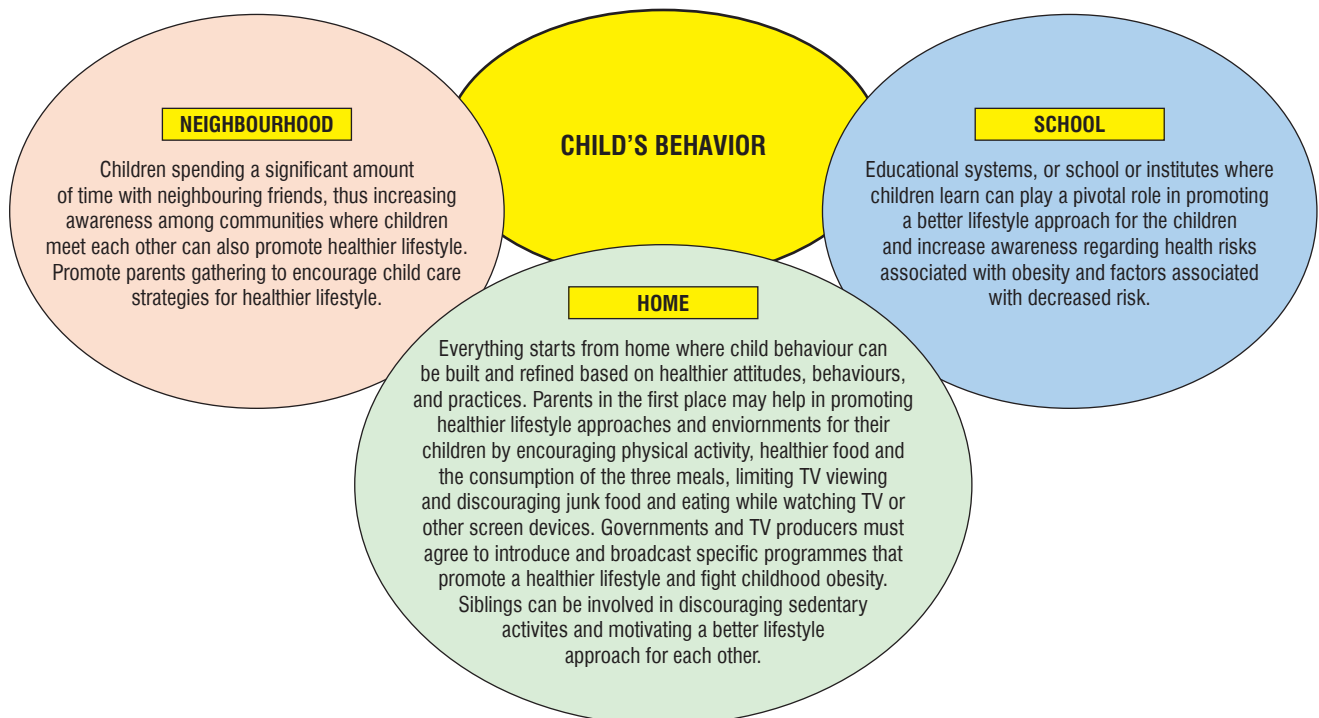 CHILD'S BEHAVIOR
NEIGHBOURHOOD
Children spending a significant amount
of time with neighbouring friends, thus increasing
awareness among communities where children
meet each other can also promote healthier lifestyle.
Promote parents gathering to encourage child care
strategies for healthier lifestyle.
SCHOOL
Educational systems, or school or institutes where
children learn can play a pivotal role in promoting
a better lifestyle approach for the children
and increase awareness regarding health risks
associated with obesity and factors associated
with decreased risk.
HOME
Everything starts from home where child behaviour can
be built and refined based on healthier attitudes, behaviours,
and practices. Parents in the first place may help in promoting
healthier lifestyle approaches and enviornments for their
children by encouraging physical activity, healthier food and
the consumption of the three meals, limiting TV viewing
and discouraging junk food and eating while watching TV or
other screen devices. Governments and TV producers must
agree to introduce and broadcast specific programmes that
promote a healthier lifestyle and fight childhood obesity.
Siblings can be involved in discouraging sedentary
activites and motivating a better lifestyle
approach for each other.